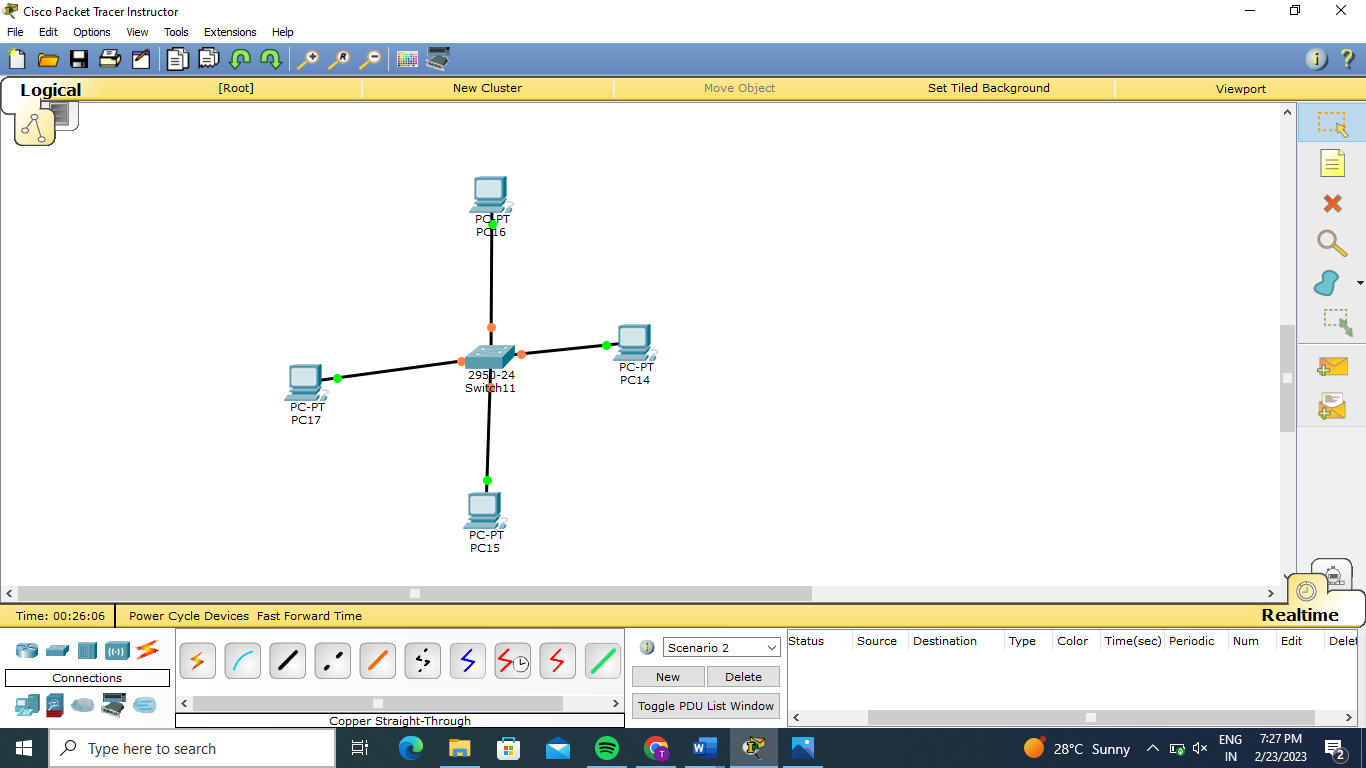 Cisco Packet Tracer Instructor
File Edit Options View Tools Extensions Help
Logical [Root] New Cluster Move Object Set Tiled Background Viewport
PC-PT
PC16
2950-24
Switch11
PC-PT
PC14
PC-PT
PC17
PC-PT
PC15
Time: 00:26:06 Power Cycle Devices Fast Forward Time Realtime
Connections
Copper Straight-Through
Scenario 2
New Delete
Toggle PDU List Window
Status Source Destination Type Color Time(sec) Periodic Num Edit Delet
Type here to search
28°C Sunny
ENG
IN
7:27 PM
2/23/2023
2